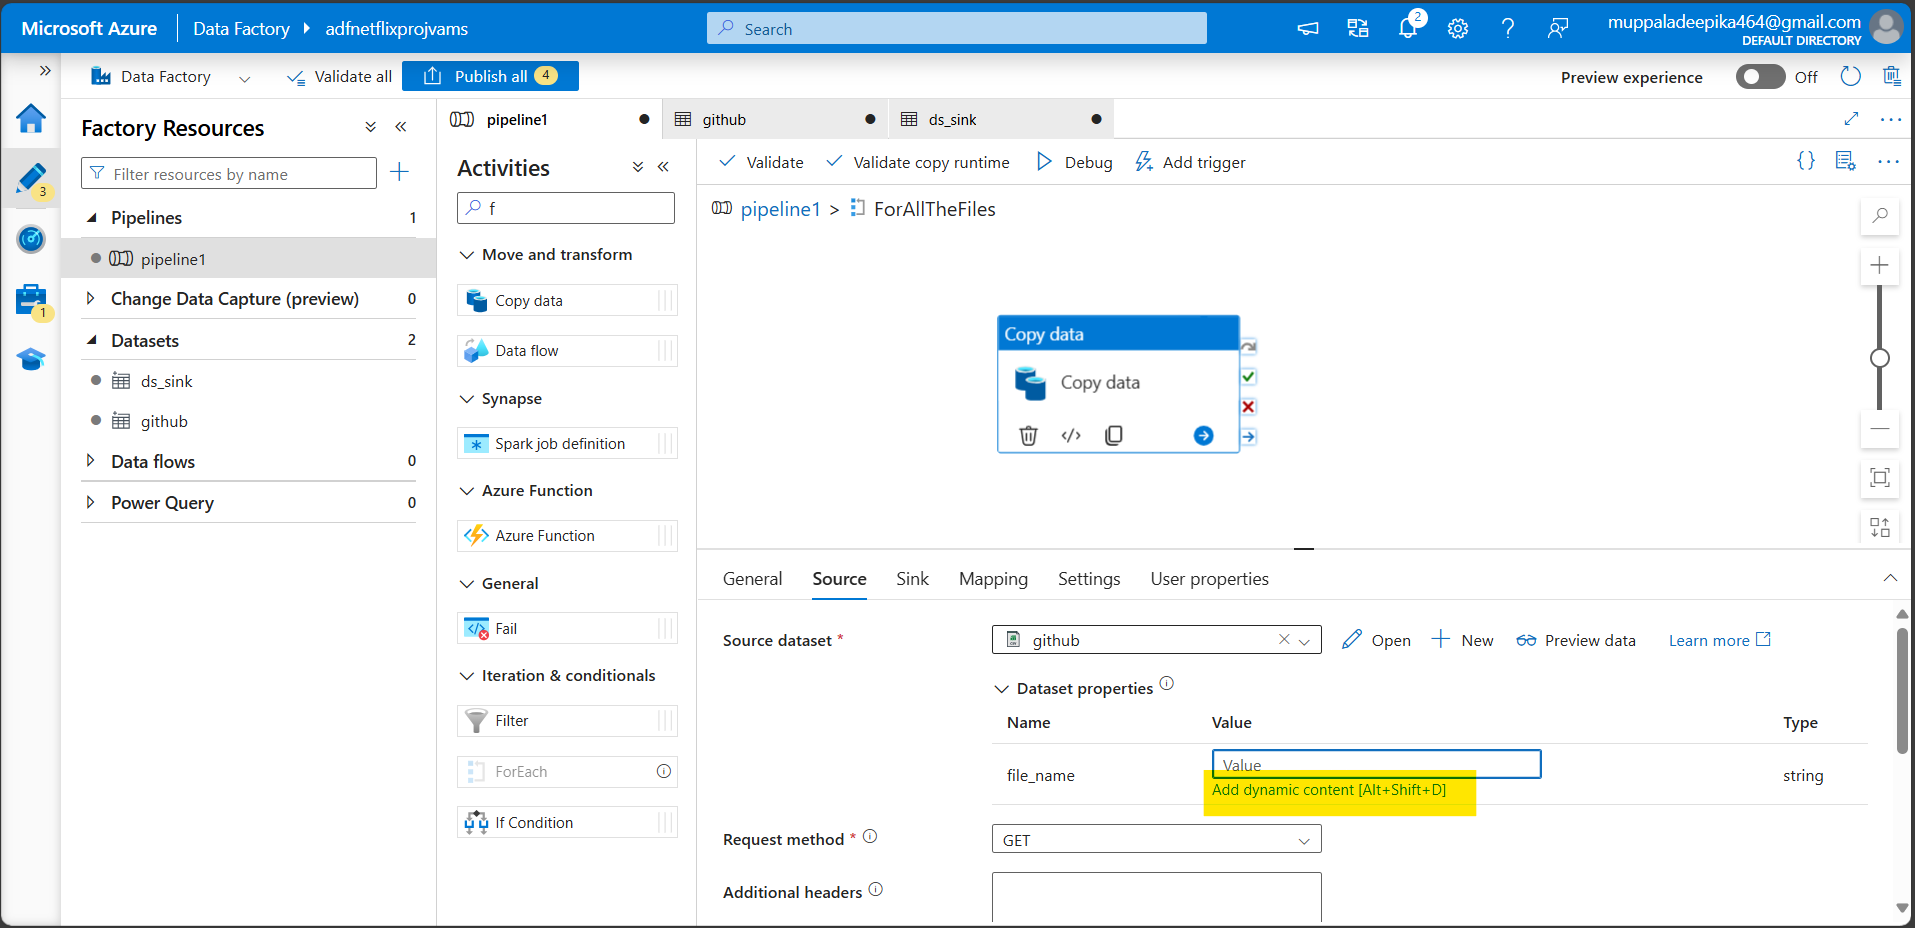 Microsoft Azure
Data Factory
adfnetflixprojvams
Search
2
muppaladeepika464@gmail.com
DEFAULT DIRECTORY
Data Factory
Validate all
Publish all
4
Preview experience
Off
Factory Resources
Filter resources by name
3
1
Pipelines 1
pipeline1
Change Data Capture (preview) 0
Datasets 2
ds_sink
github
Data flows 0
Power Query 0
pipeline1
github
ds_sink
Activities
f
Move and transform
Copy data
Data flow
Synapse
Spark job definition
Azure Function
Azure Function
General
Fail
Iteration & conditionals
Filter
ForEach
If Condition
Validate
Validate copy runtime
Debug
Add trigger
pipeline1 > ForAllTheFiles
Copy data
Copy data
General
Source
Sink
Mapping
Settings
User properties
Source dataset *
github
Open
New
Preview data
Learn more
Dataset properties
Name Value Type
file_name Value string
Add dynamic content [Alt+Shift+D]
Request method *
GET
Additional headers